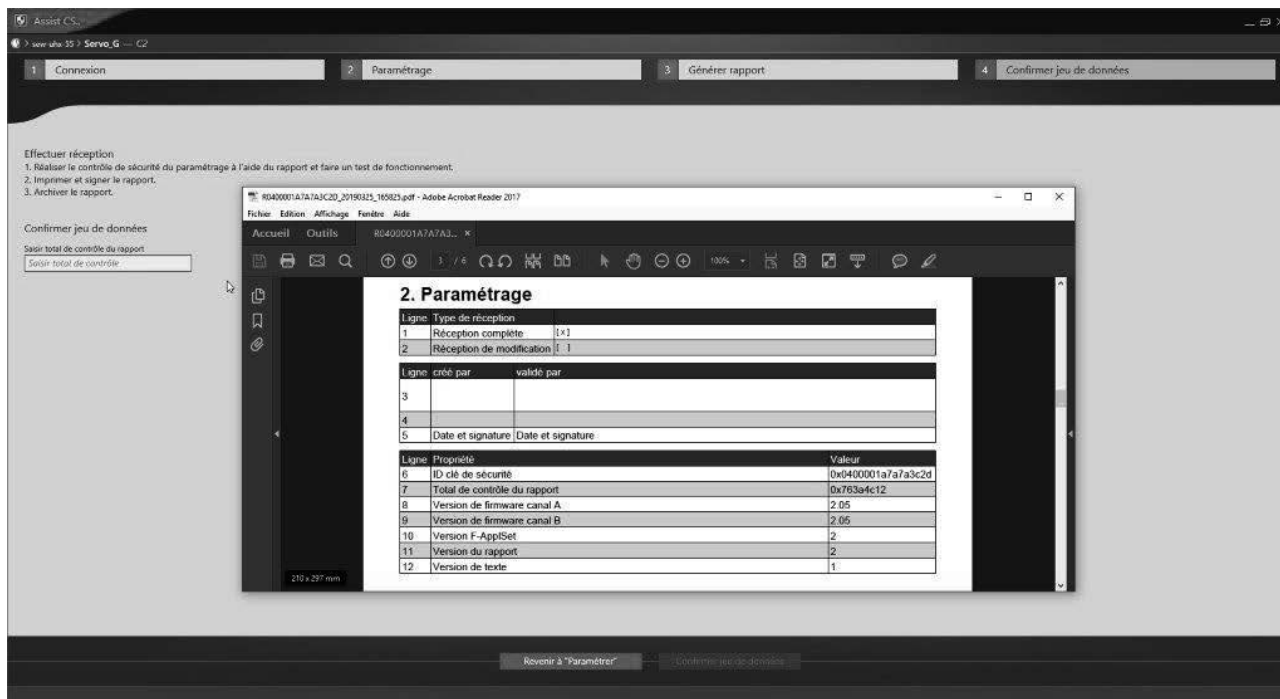 Assist CS..
> sew uhx 35 > Servo_G — C2
1 Connexion 2 Paramétrage 3 Générer rapport 4 Confirmer jeu de données
Effectuer réception
1. Réaliser le contrôle de sécurité du paramétrage à l'aide du rapport et faire un test de fonctionnement.
2. Imprimer et signer le rapport.
3. Archiver le rapport.
Confirmer jeu de données
Saisir total de contrôle du rapport
Saisir total de contrôle
R0400001A7A7A3C2D_20190325_165825.pdf - Adobe Acrobat Reader 2017
Fichier Edition Affichage Fenêtre Aide
Accueil Outils R0400001A7A7A3... ×
3 / 6 100%
2. Paramétrage
Ligne Type de réception
1 Réception complète [x]
2 Réception de modification [ ]
Ligne créé par validé par
3
4
5 Date et signature Date et signature
Ligne Propriété Valeur
6 ID clé de sécurité 0x0400001a7a7a3c2d
7 Total de contrôle du rapport 0x763a4c12
8 Version de firmware canal A 2.05
9 Version de firmware canal B 2.05
10 Version F-ApplSet 2
11 Version du rapport 2
12 Version de texte 1
210 x 297 mm
Revenir à "Paramétrer" Confirmer jeu de données